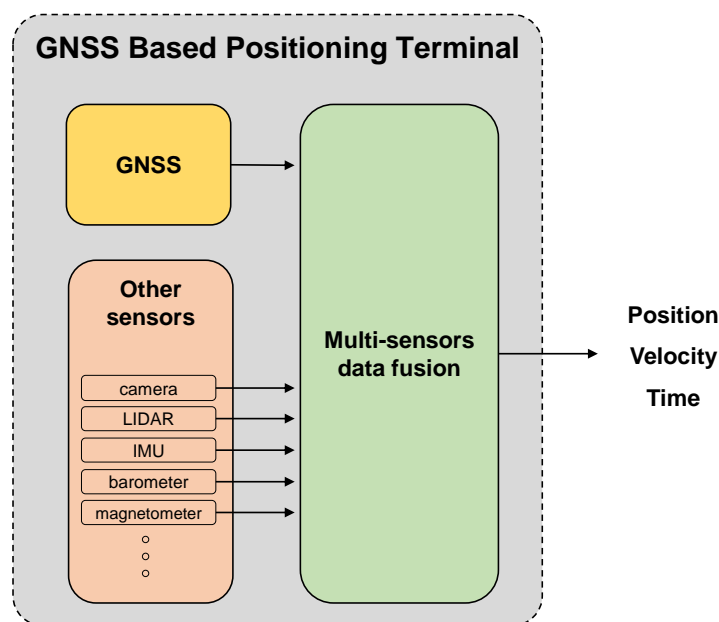 GNSS Based Positioning Terminal
GNSS
Other
sensors
camera
LIDAR
IMU
barometer
magnetometer
Multi-sensors
data fusion
Position
Velocity
Time